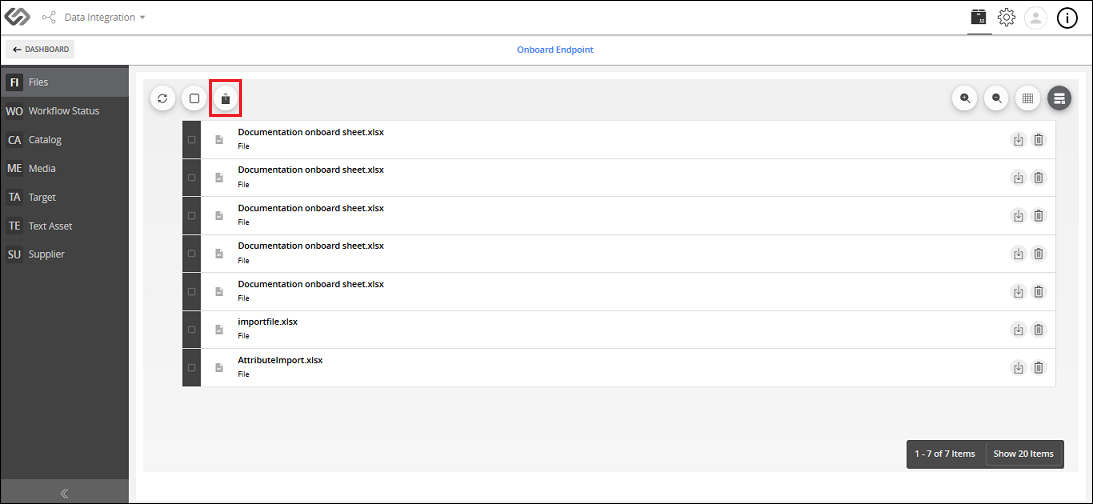 Data Integration
DASHBOARD
Onboard Endpoint
FI Files
WO Workflow Status
CA Catalog
ME Media
TA Target
TE Text Asset
SU Supplier
Documentation onboard sheet.xlsx
File
Documentation onboard sheet.xlsx
File
Documentation onboard sheet.xlsx
File
Documentation onboard sheet.xlsx
File
Documentation onboard sheet.xlsx
File
importfile.xlsx
File
AttributeImport.xlsx
File
1 - 7 of 7 Items Show 20 Items